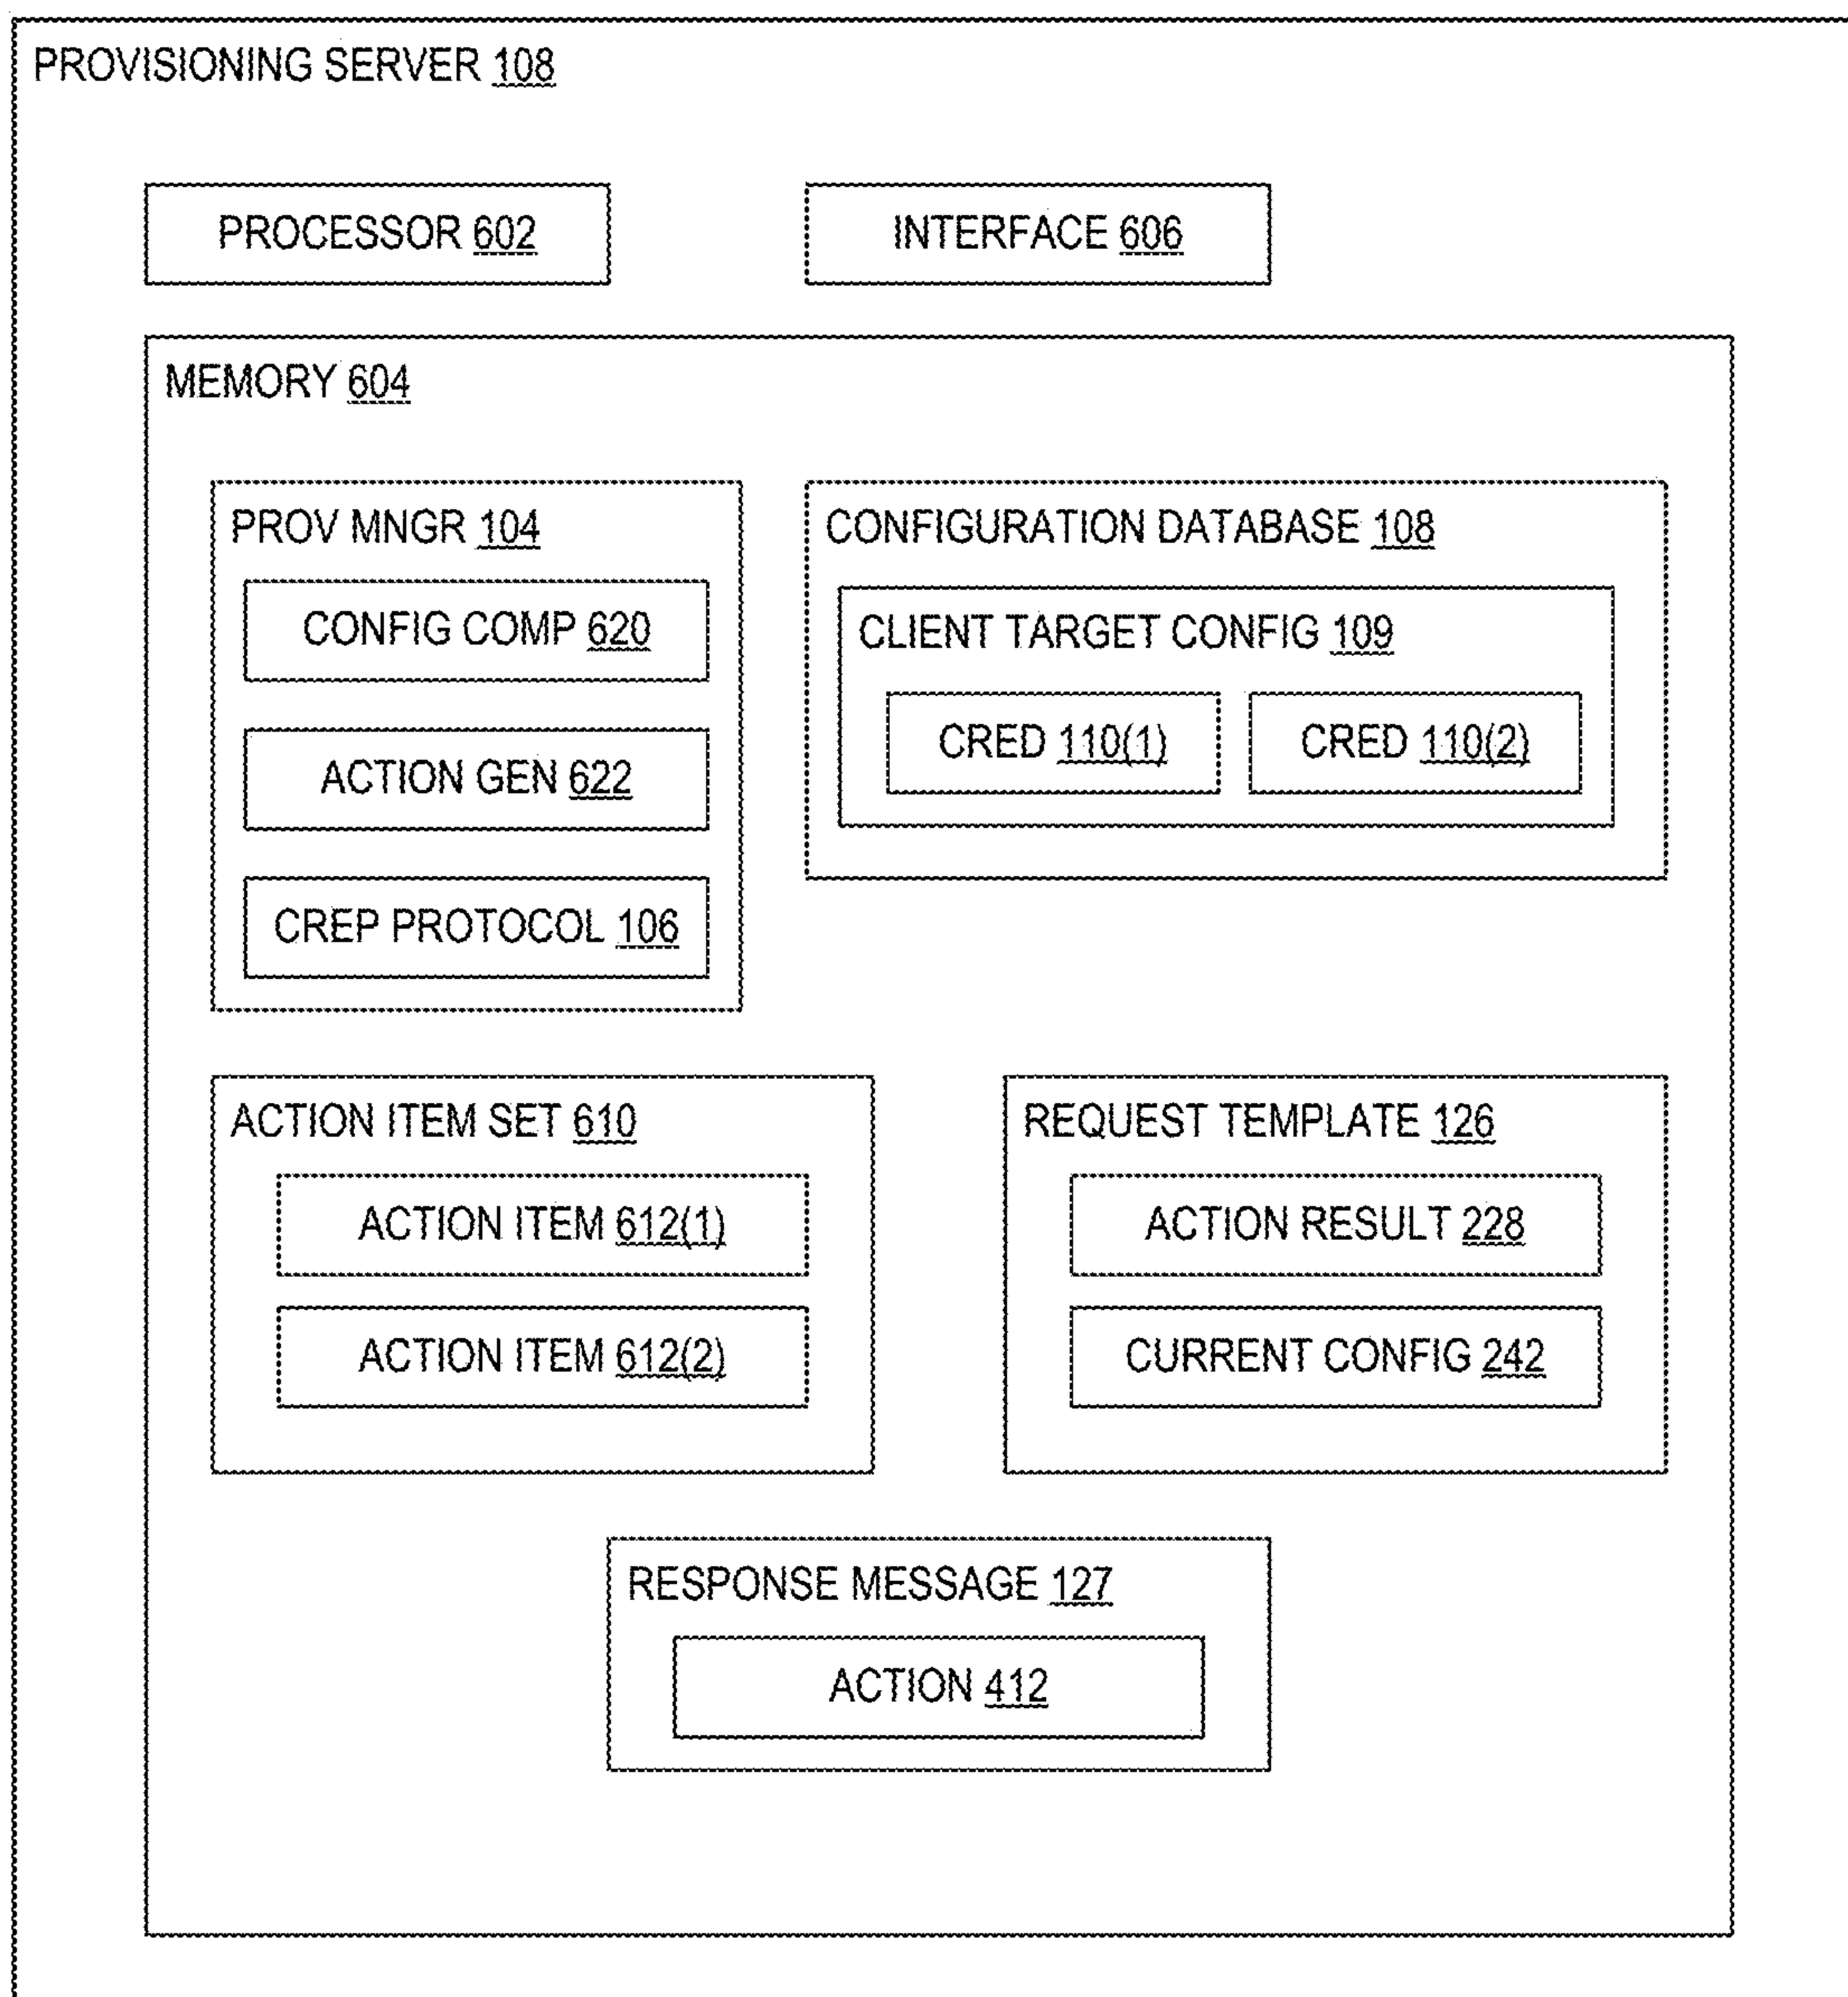 PROVISIONING SERVER 108
PROCESSOR 602
INTERFACE 606
MEMORY 604
PROV MNGR 104
CONFIG COMP 620
ACTION GEN 622
CREP PROTOCOL 106
CONFIGURATION DATABASE 108
CLIENT TARGET CONFIG 109
CRED 110(1)
CRED 110(2)
ACTION ITEM SET 610
ACTION ITEM 612(1)
ACTION ITEM 612(2)
REQUEST TEMPLATE 126
ACTION RESULT 228
CURRENT CONFIG 242
RESPONSE MESSAGE 127
ACTION 412